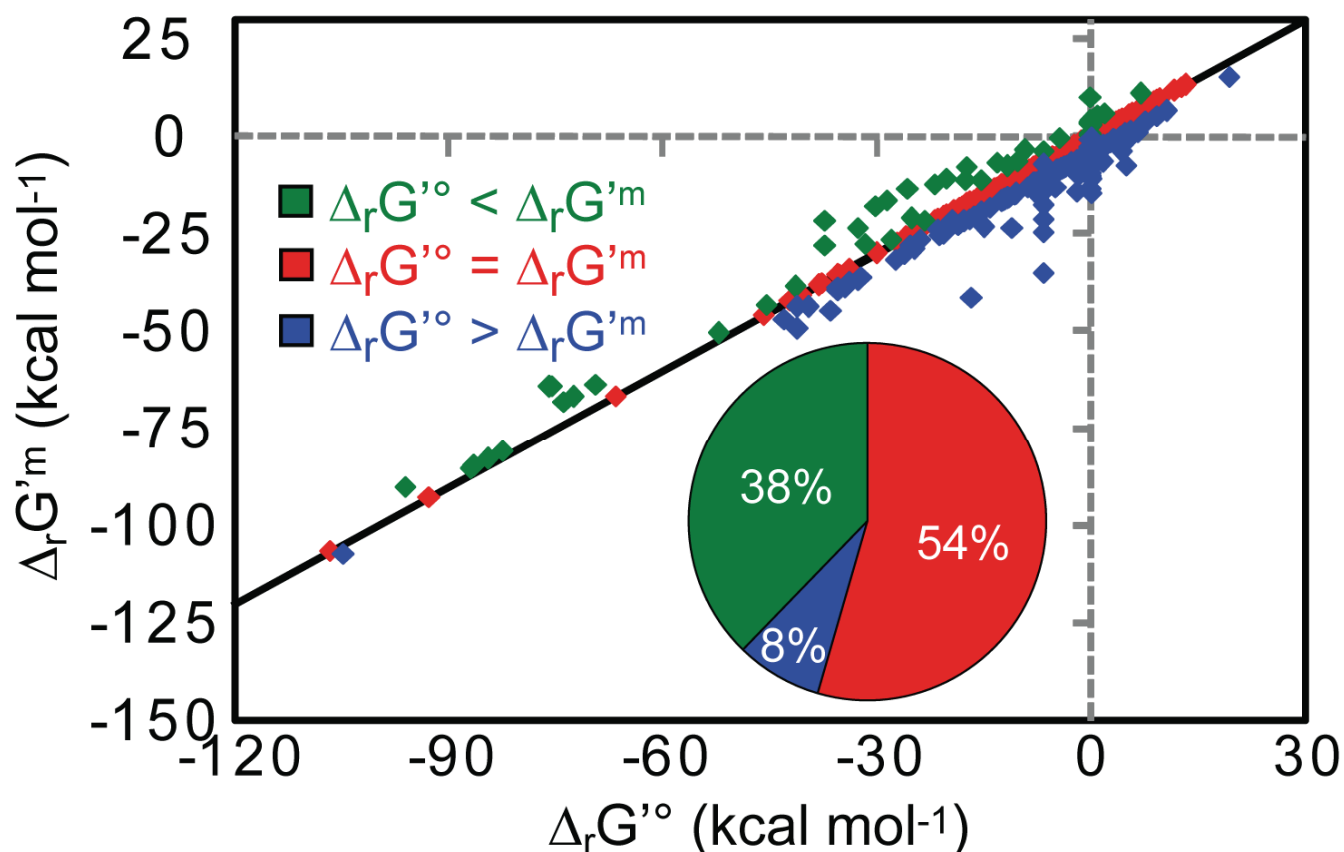 25
0
-25
-50
-75
-100
-125
-150
-120 -90 -60 -30 0 30
ΔrG'm (kcal mol-1)
ΔrG'° (kcal mol-1)
ΔrG'° < ΔrG'm
ΔrG'° = ΔrG'm
ΔrG'° > ΔrG'm
38%
54%
8%